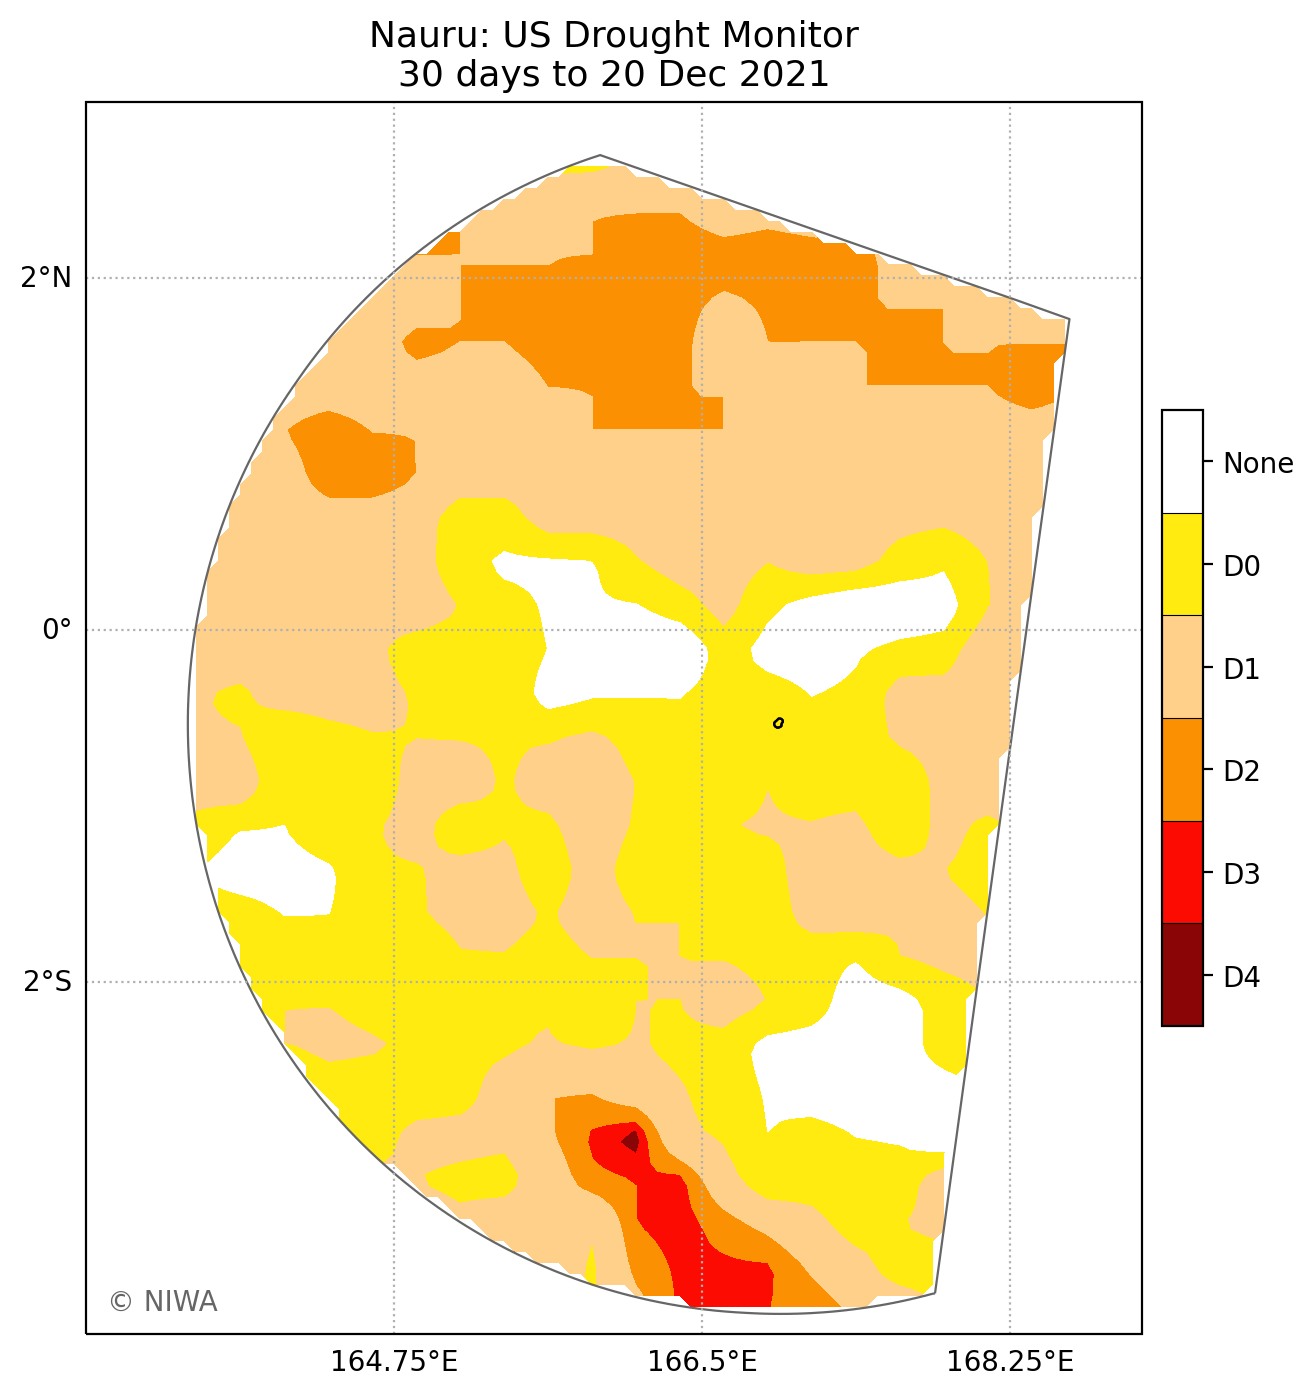 Nauru: US Drought Monitor
30 days to 20 Dec 2021
2°N
0°
2°S
164.75°E
166.5°E
168.25°E
None
D0
D1
D2
D3
D4
© NIWA